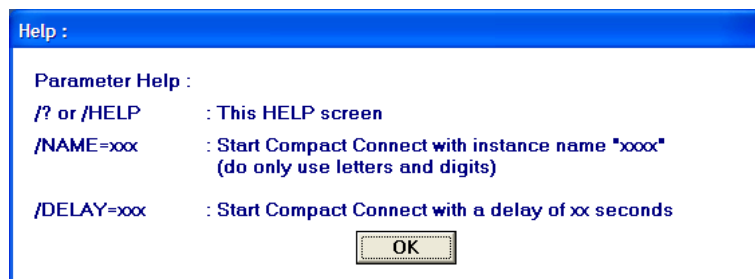 Help :
Parameter Help :
/? or /HELP : This HELP screen
/NAME=xxx : Start Compact Connect with instance name "xxxx"
(do only use letters and digits)
/DELAY=xxx : Start Compact Connect with a delay of xx seconds
OK